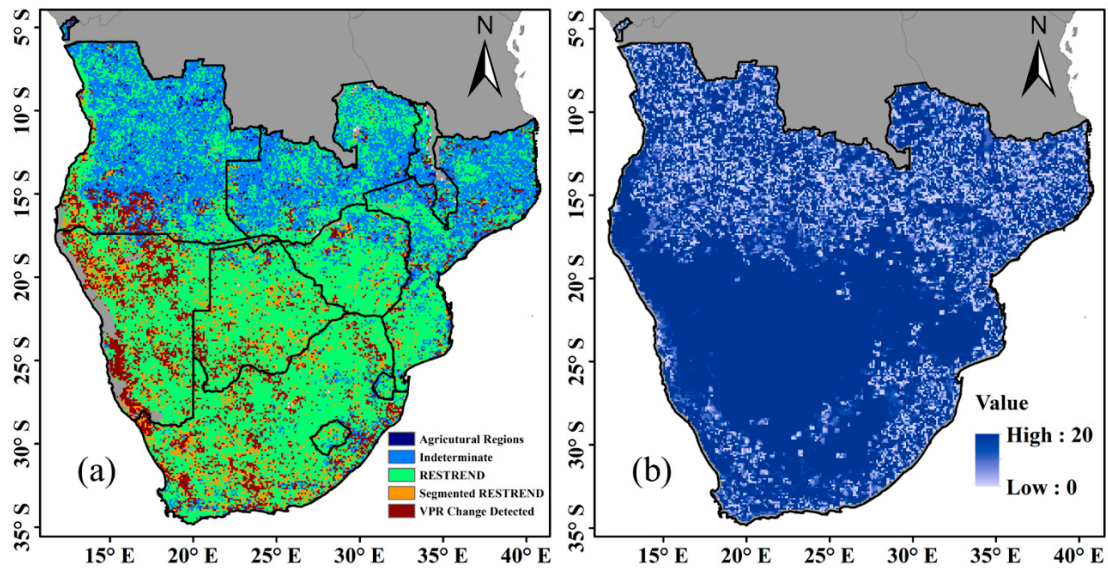 N
5° S
10° S
15° S
20° S
25° S
30° S
35° S
15° E 20° E 25° E 30° E 35° E 40° E
(a)
Agricutural Regions
Indeterminate
RESTREND
Segmented RESTREND
VPR Change Detected
N
5° S
10° S
15° S
20° S
25° S
30° S
35° S
15° E 20° E 25° E 30° E 35° E 40° E
(b)
Value
High : 20
Low : 0